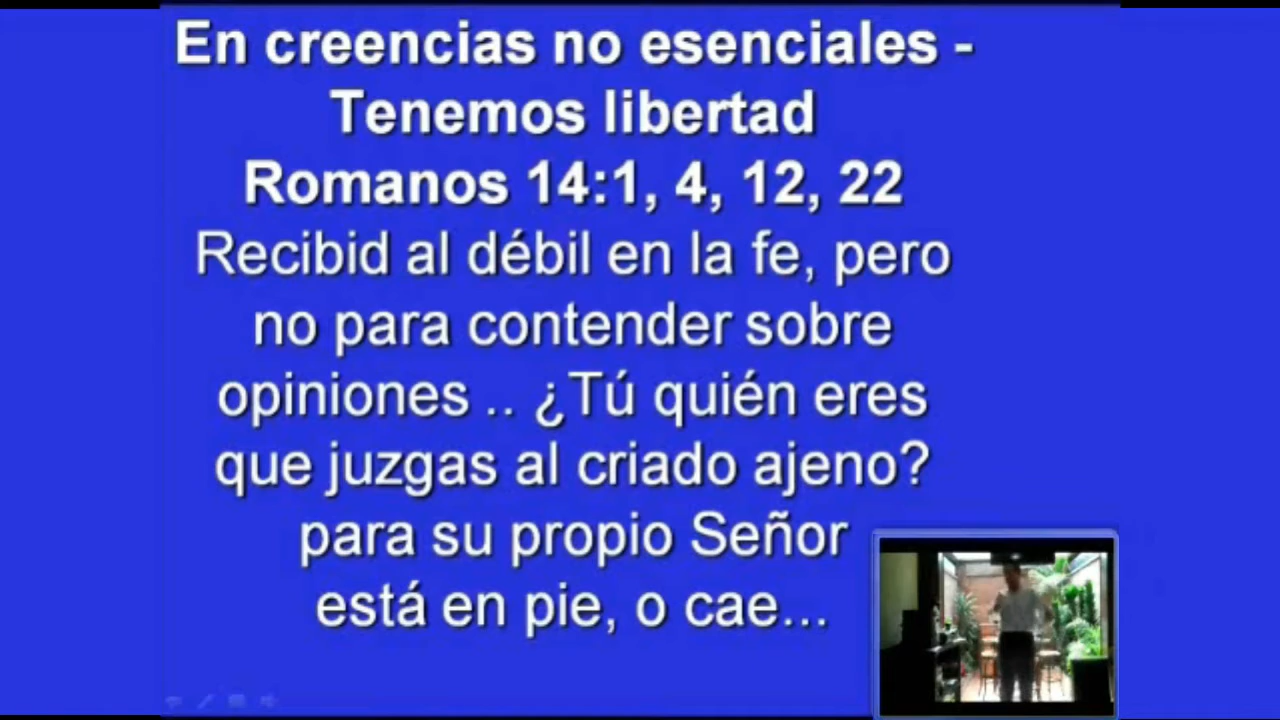 En creencias no esenciales -
Tenemos libertad
Romanos 14:1, 4, 12, 22
Recibid al débil en la fe, pero
no para contender sobre
opiniones .. ¿Tú quién eres
que juzgas al criado ajeno?
para su propio Señor
está en pie, o cae...